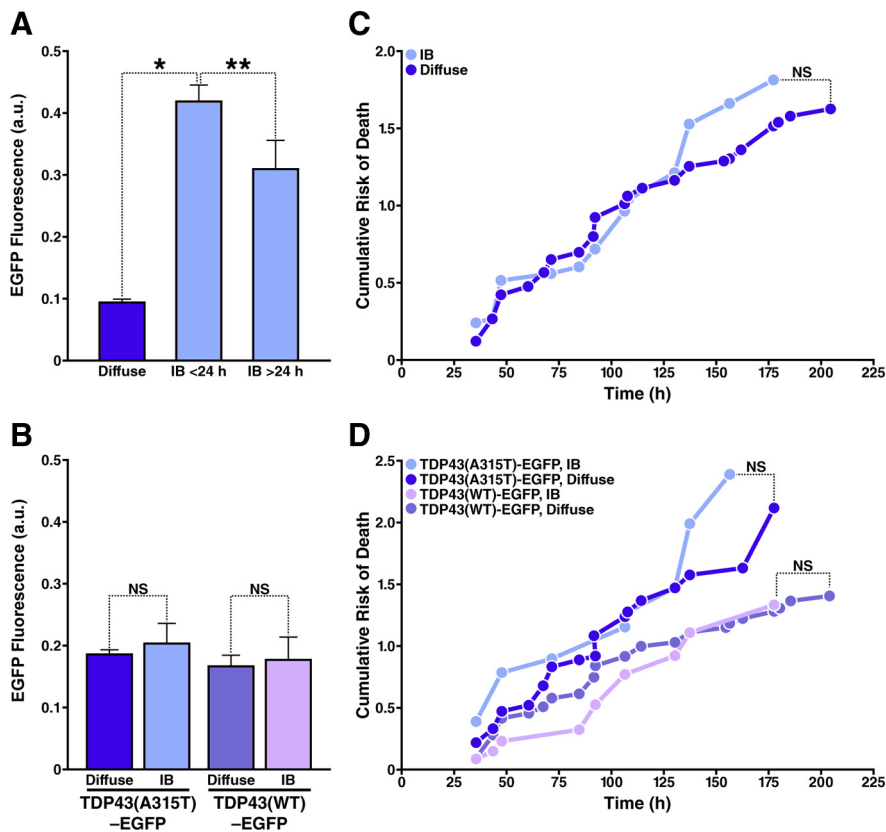 A
EGFP Fluorescence (a.u.)
0.5
0.4
0.3
0.2
0.1
0
*
**
Diffuse
IB <24 h
IB >24 h
C
Cumulative Risk of Death
2.0
1.5
1.0
0.5
0
IB
Diffuse
NS
0 25 50 75 100 125 150 175 200 225
Time (h)
B
EGFP Fluorescence (a.u.)
0.5
0.4
0.3
0.2
0.1
0
NS
NS
Diffuse
IB
Diffuse
IB
TDP43(A315T)
–EGFP
TDP43(WT)
–EGFP
D
Cumulative Risk of Death
2.5
2.0
1.5
1.0
0.5
0
TDP43(A315T)-EGFP, IB
TDP43(A315T)-EGFP, Diffuse
TDP43(WT)-EGFP, IB
TDP43(WT)-EGFP, Diffuse
NS
NS
0 25 50 75 100 125 150 175 200 225
Time (h)